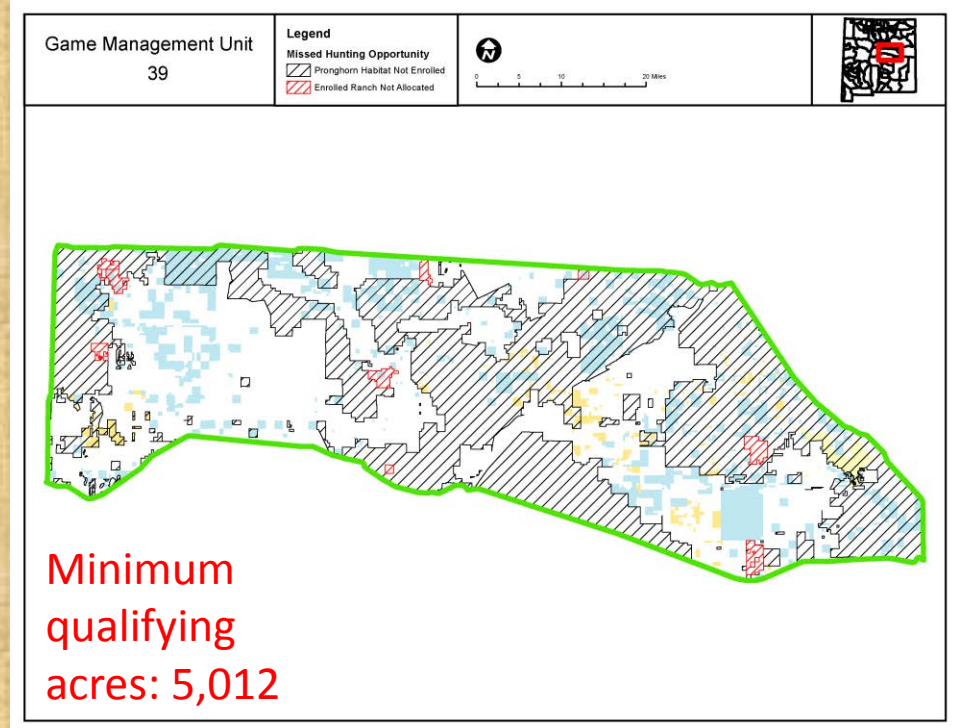 Game Management Unit
39
Legend
Missed Hunting Opportunity
Pronghorn Habitat Not Enrolled
Enrolled Ranch Not Allocated
N
0 5 10 20 Miles
Minimum
qualifying
acres: 5,012